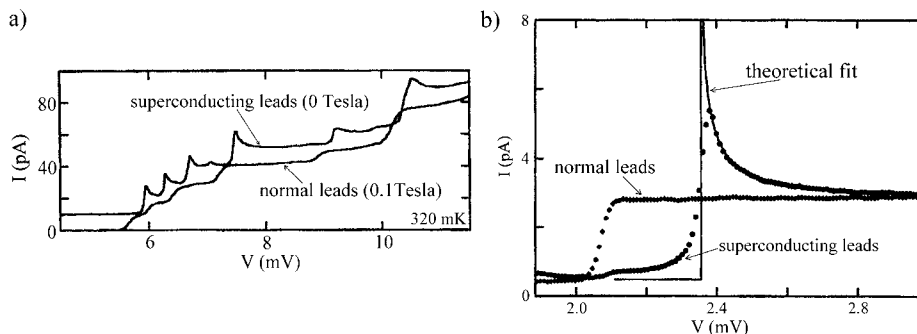 a)
80
40
0
I (pA)
superconducting leads (0 Tesla)
normal leads (0.1Tesla)
320 mK
6
8
10
V (mV)
b)
8
4
0
I (pA)
theoretical fit
normal leads
superconducting leads
2.0
2.4
2.8
V (mV)